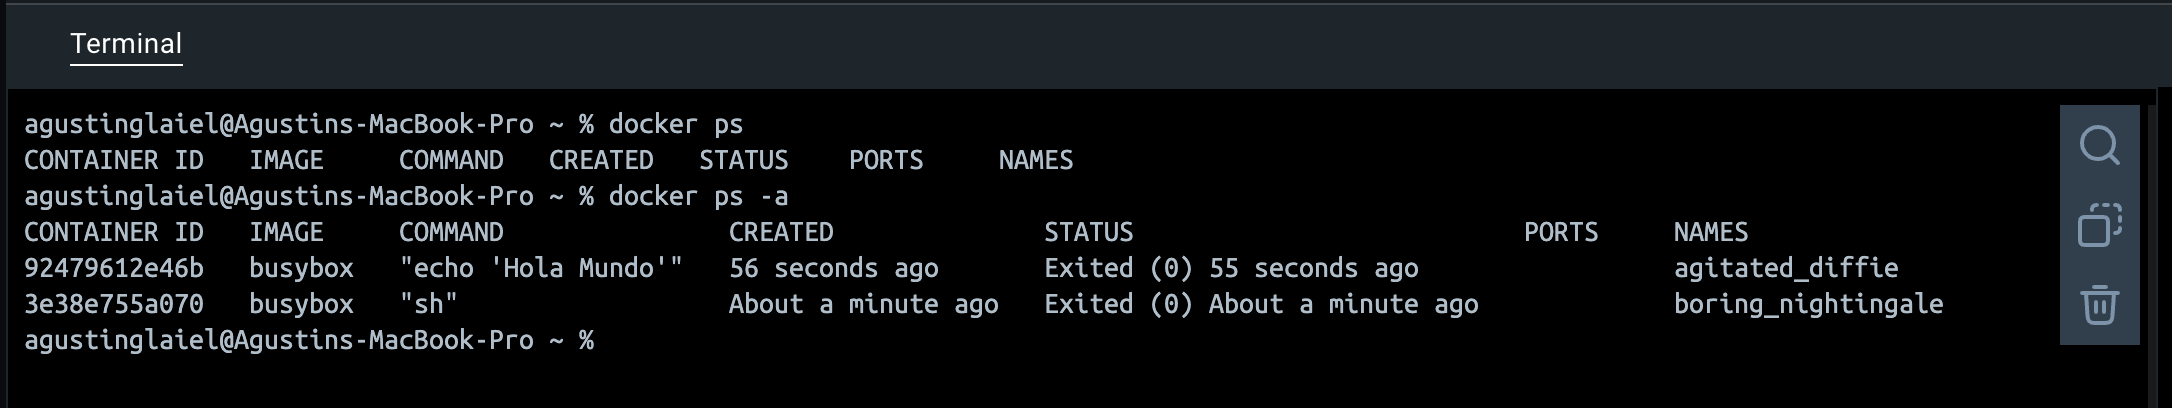 Terminal
agustinglaiel@Agustins-MacBook-Pro ~ % docker ps
CONTAINER ID   IMAGE     COMMAND   CREATED   STATUS    PORTS     NAMES
agustinglaiel@Agustins-MacBook-Pro ~ % docker ps -a
CONTAINER ID   IMAGE     COMMAND               CREATED              STATUS                          PORTS     NAMES
92479612e46b   busybox   "echo 'Hola Mundo'"   56 seconds ago       Exited (0) 55 seconds ago                 agitated_diffie
3e38e755a070   busybox   "sh"                  About a minute ago   Exited (0) About a minute ago             boring_nightingale
agustinglaiel@Agustins-MacBook-Pro ~ %